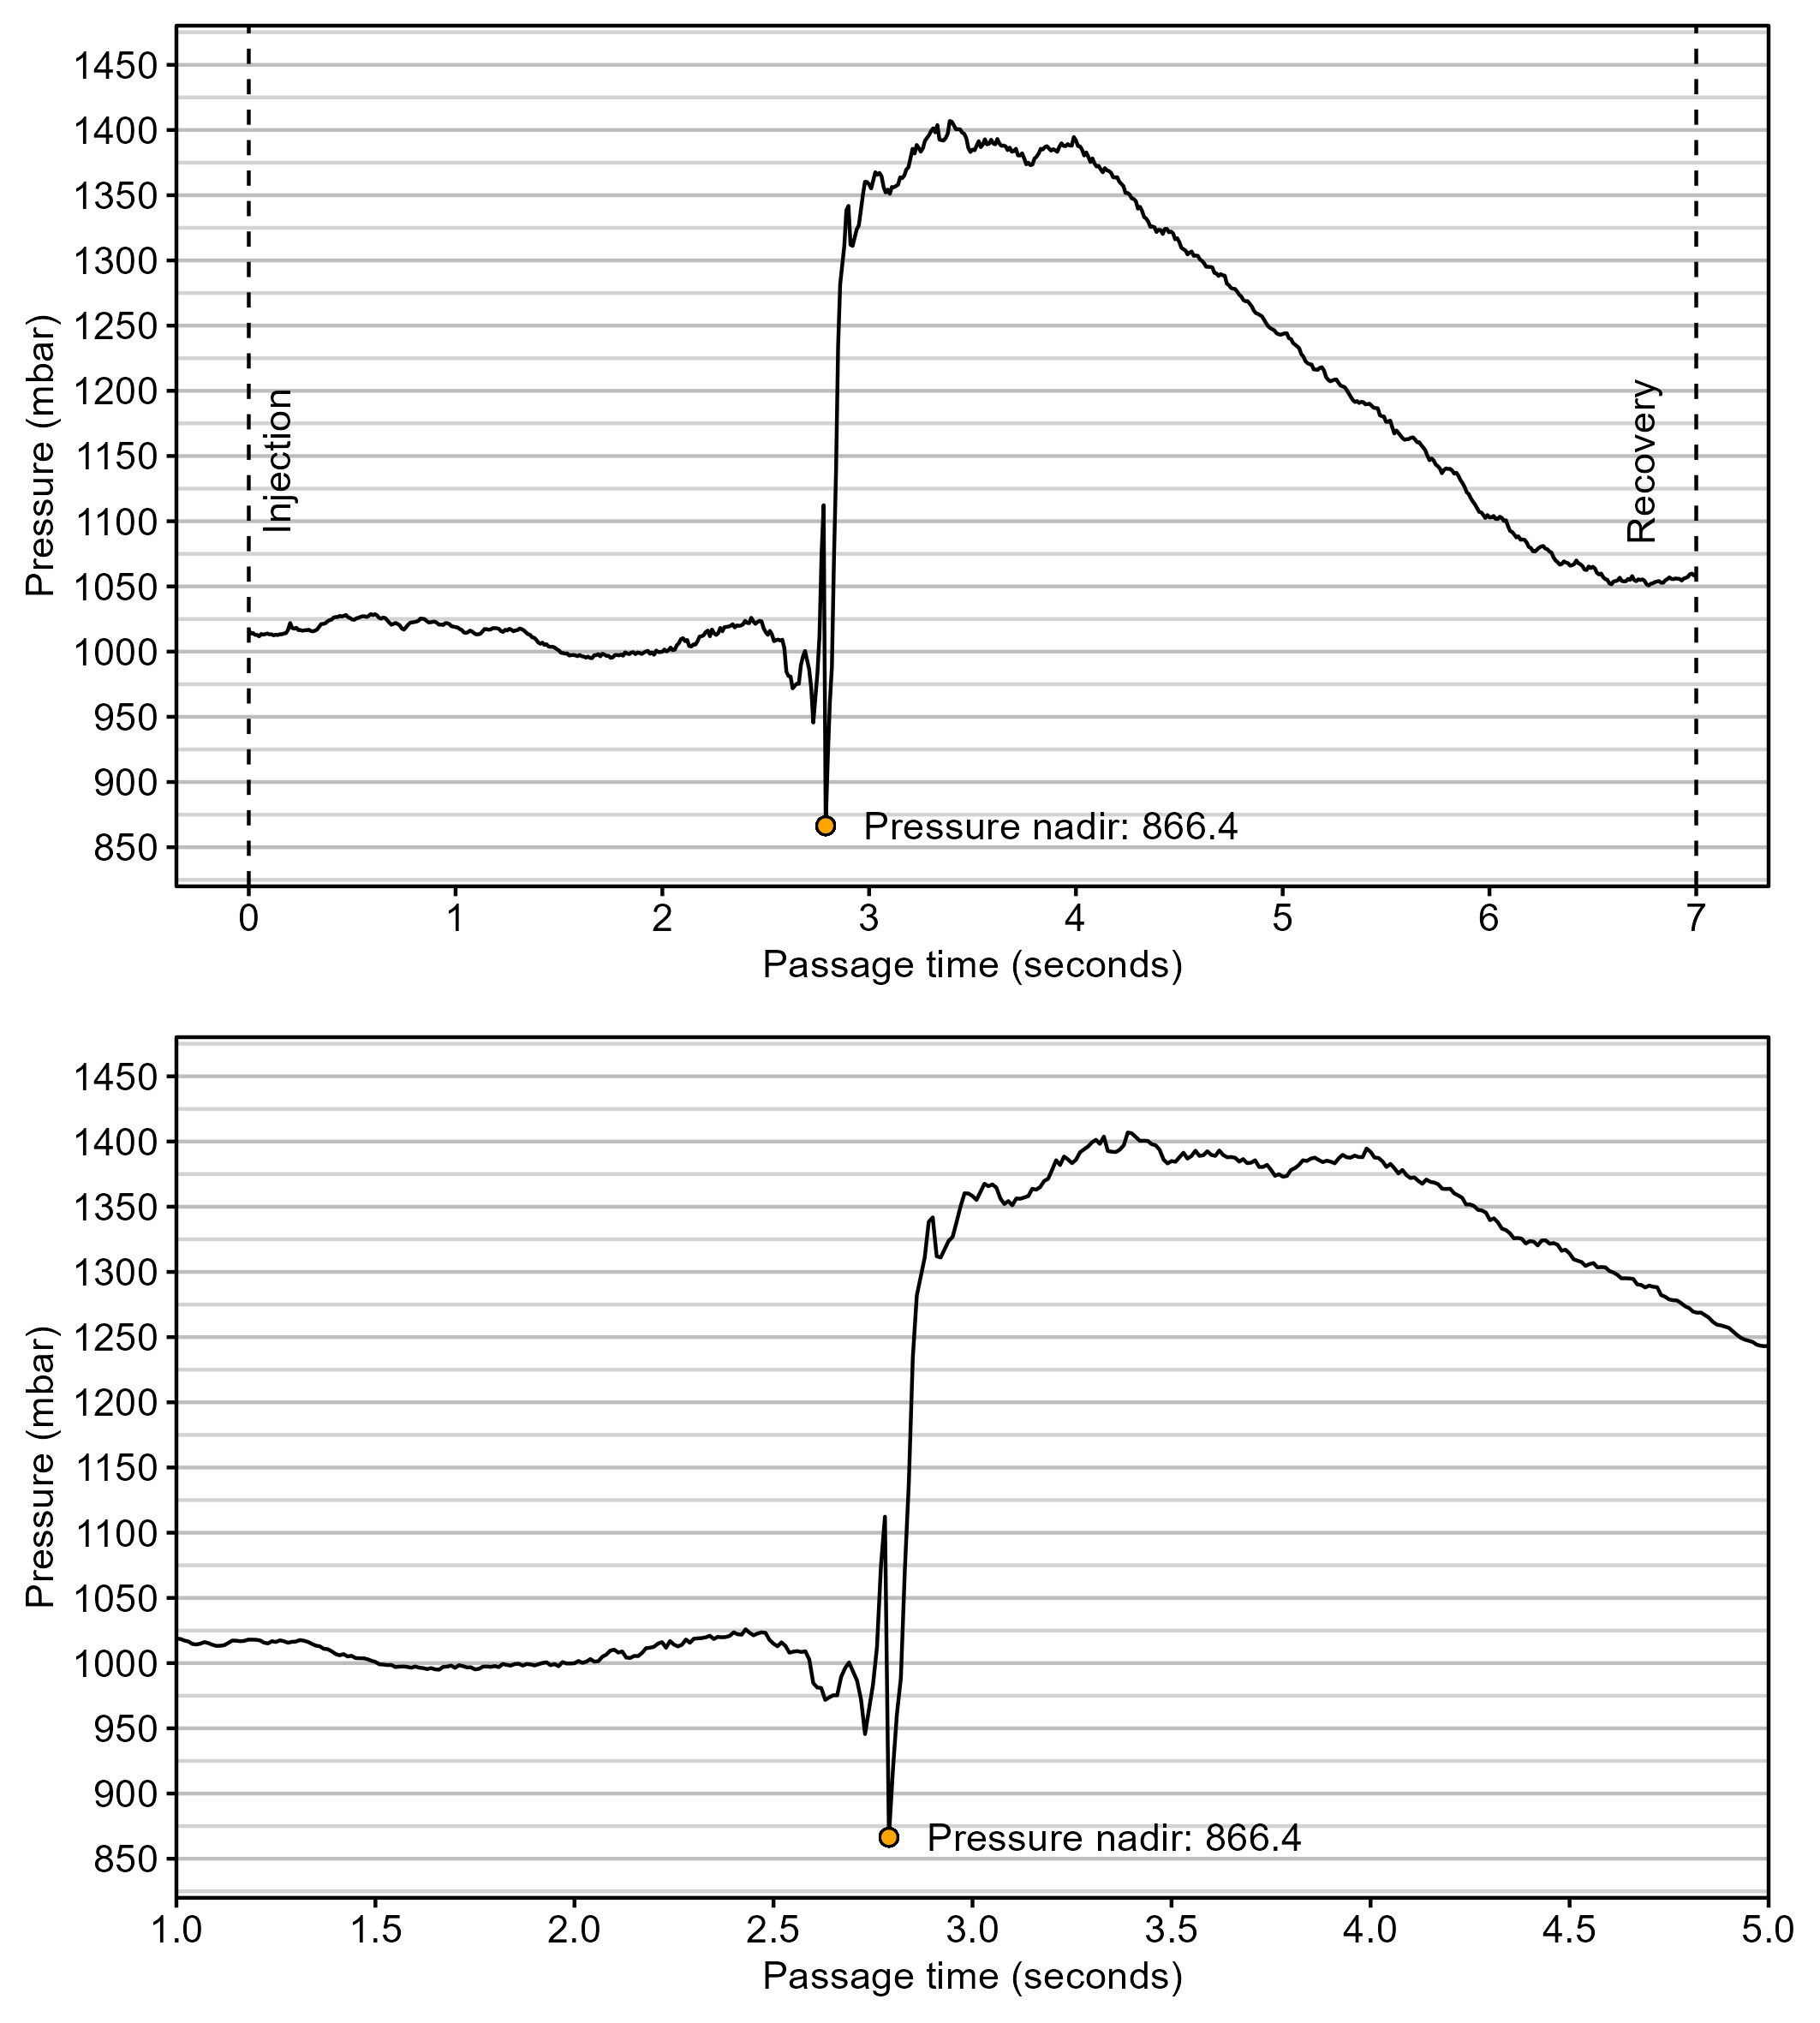 1450
1400
1350
1300
1250
1200
1150
1100
1050
1000
950
900
850
Pressure (mbar)
Injection
Recovery
Pressure nadir: 866.4
0 1 2 3 4 5 6 7
Passage time (seconds)
1450
1400
1350
1300
1250
1200
1150
1100
1050
1000
950
900
850
Pressure (mbar)
Pressure nadir: 866.4
1.0 1.5 2.0 2.5 3.0 3.5 4.0 4.5 5.0
Passage time (seconds)